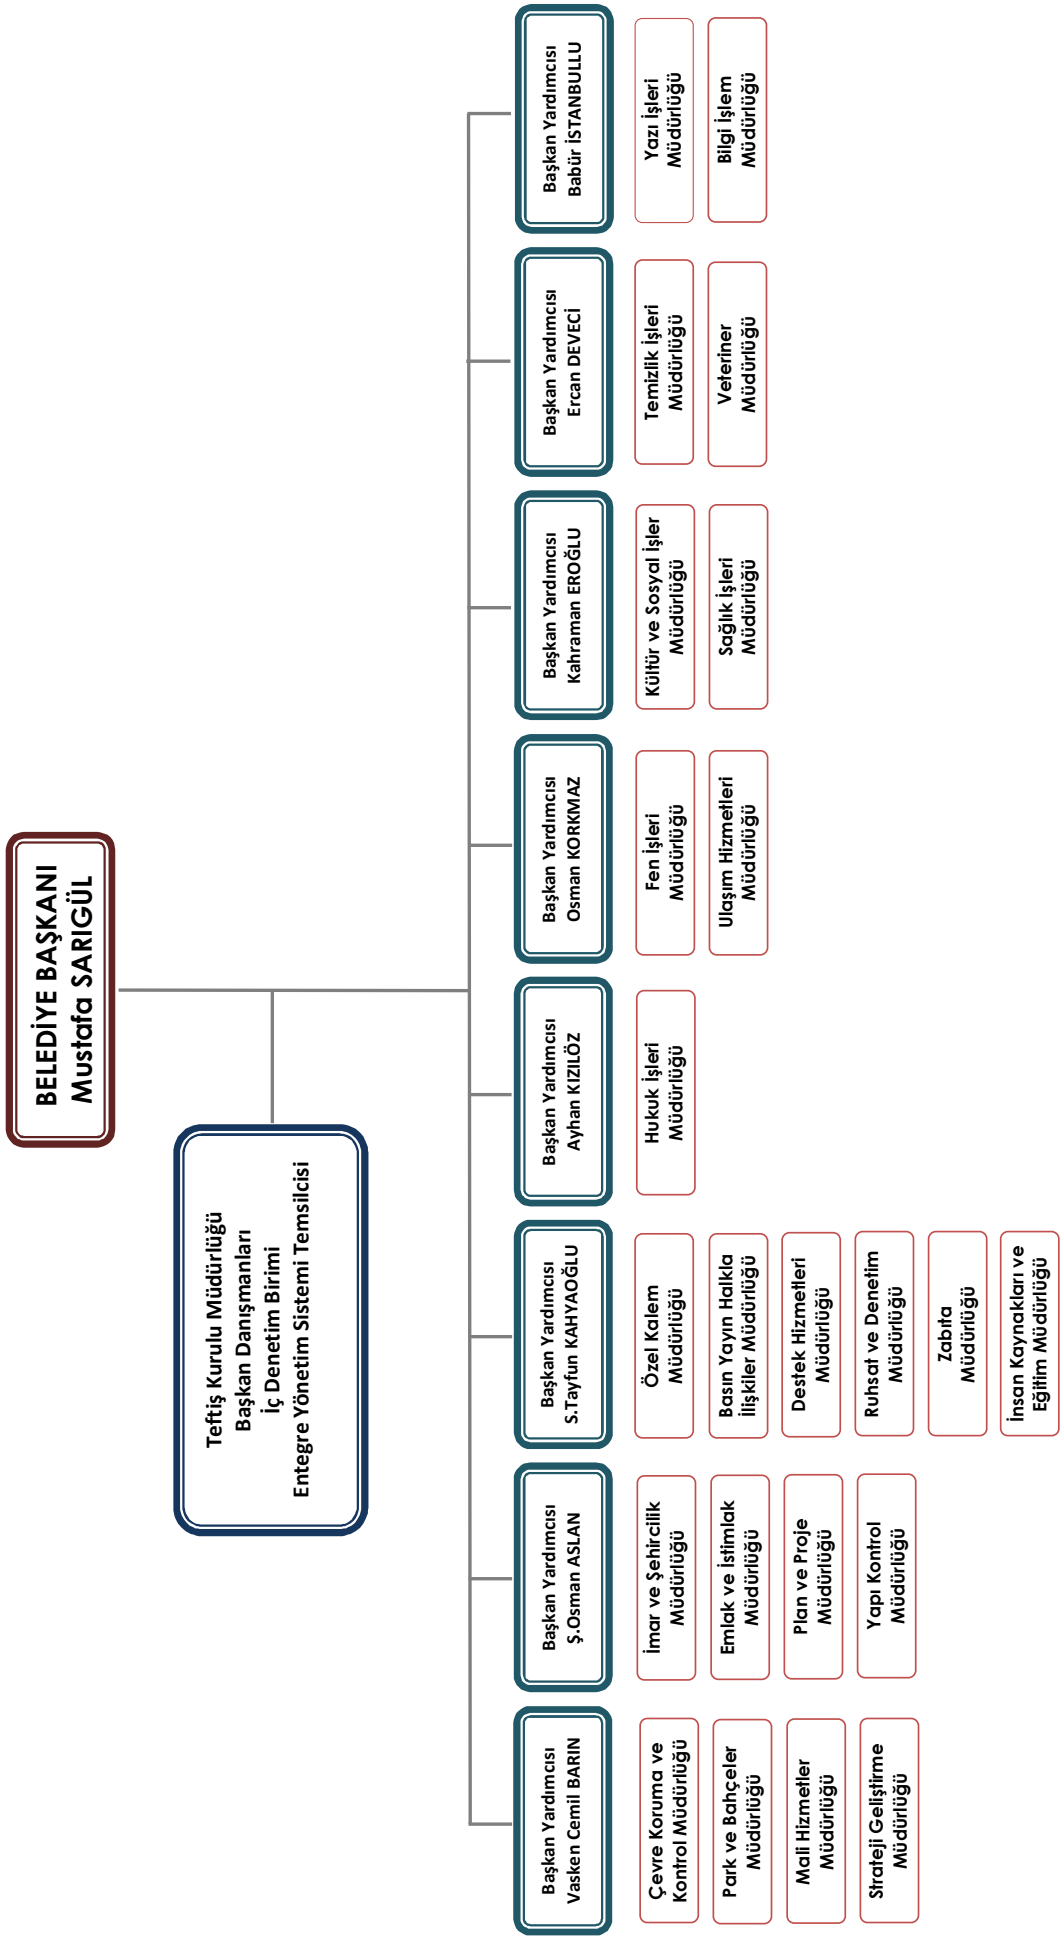 BELEDİYE BAŞKANI
Mustafa SARIGÜL
Teftiş Kurulu Müdürlüğü
Başkan Danışmanları
İç Denetim Birimi
Entegre Yönetim Sistemi Temsilcisi
Başkan Yardımcısı
Vasken Cemil BARIN
Çevre Koruma ve
Kontrol Müdürlüğü
Park ve Bahçeler
Müdürlüğü
Mali Hizmetler
Müdürlüğü
Strateji Geliştirme
Müdürlüğü
Başkan Yardımcısı
Ş.Osman ASLAN
İmar ve Şehircilik
Müdürlüğü
Emlak ve İstimlak
Müdürlüğü
Plan ve Proje
Müdürlüğü
Yapı Kontrol
Müdürlüğü
Başkan Yardımcısı
S.Tayfun KAHYAOĞLU
Özel Kalem
Müdürlüğü
Basın Yayın Halkla
İlişkiler Müdürlüğü
Destek Hizmetleri
Müdürlüğü
Ruhsat ve Denetim
Müdürlüğü
Zabıta
Müdürlüğü
İnsan Kaynakları ve
Eğitim Müdürlüğü
Başkan Yardımcısı
Ayhan KIZILÖZ
Hukuk İşleri
Müdürlüğü
Başkan Yardımcısı
Osman KORKMAZ
Fen İşleri
Müdürlüğü
Ulaşım Hizmetleri
Müdürlüğü
Başkan Yardımcısı
Kahraman EROĞLU
Kültür ve Sosyal İşler
Müdürlüğü
Sağlık İşleri
Müdürlüğü
Başkan Yardımcısı
Ercan DEVECİ
Temizlik İşleri
Müdürlüğü
Veteriner
Müdürlüğü
Başkan Yardımcısı
Babür İSTANBULLU
Yazı İşleri
Müdürlüğü
Bilgi İşlem
Müdürlüğü